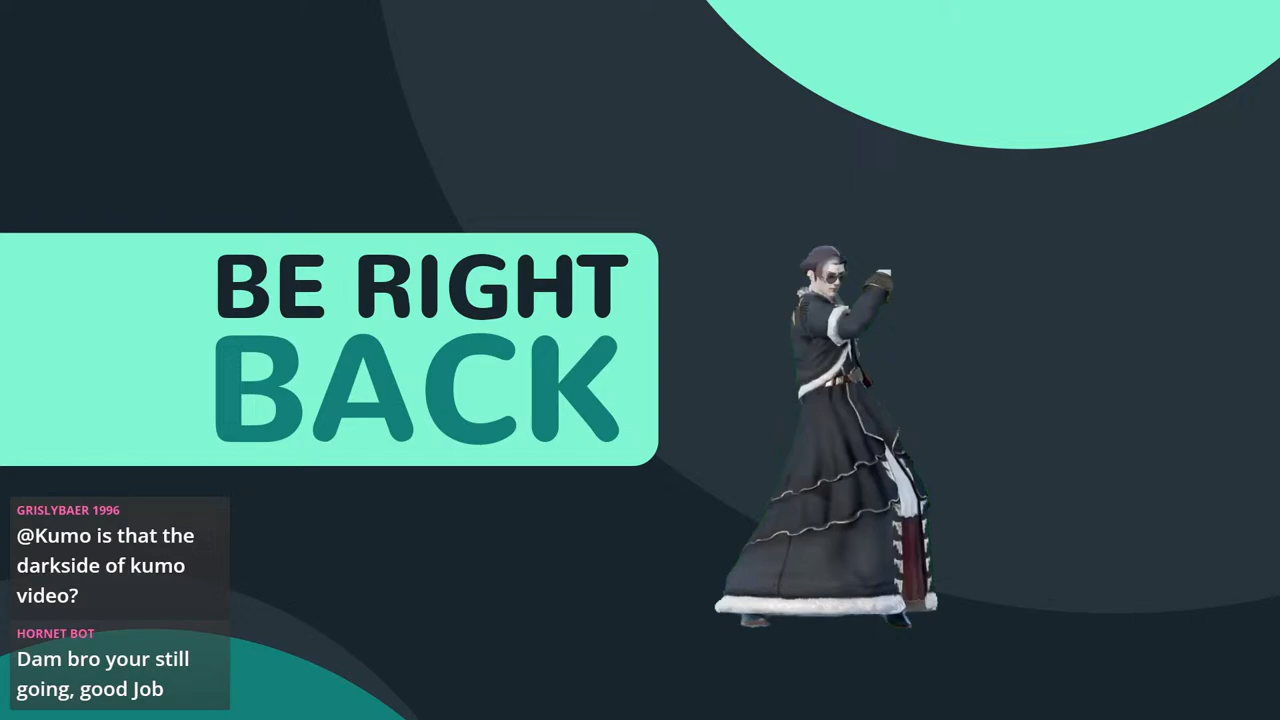 BE RIGHT
BACK
GRISLYBAER 1996
@Kumo is that the
darkside of kumo
video?
HORNET BOT
Dam bro your still
going, good Job